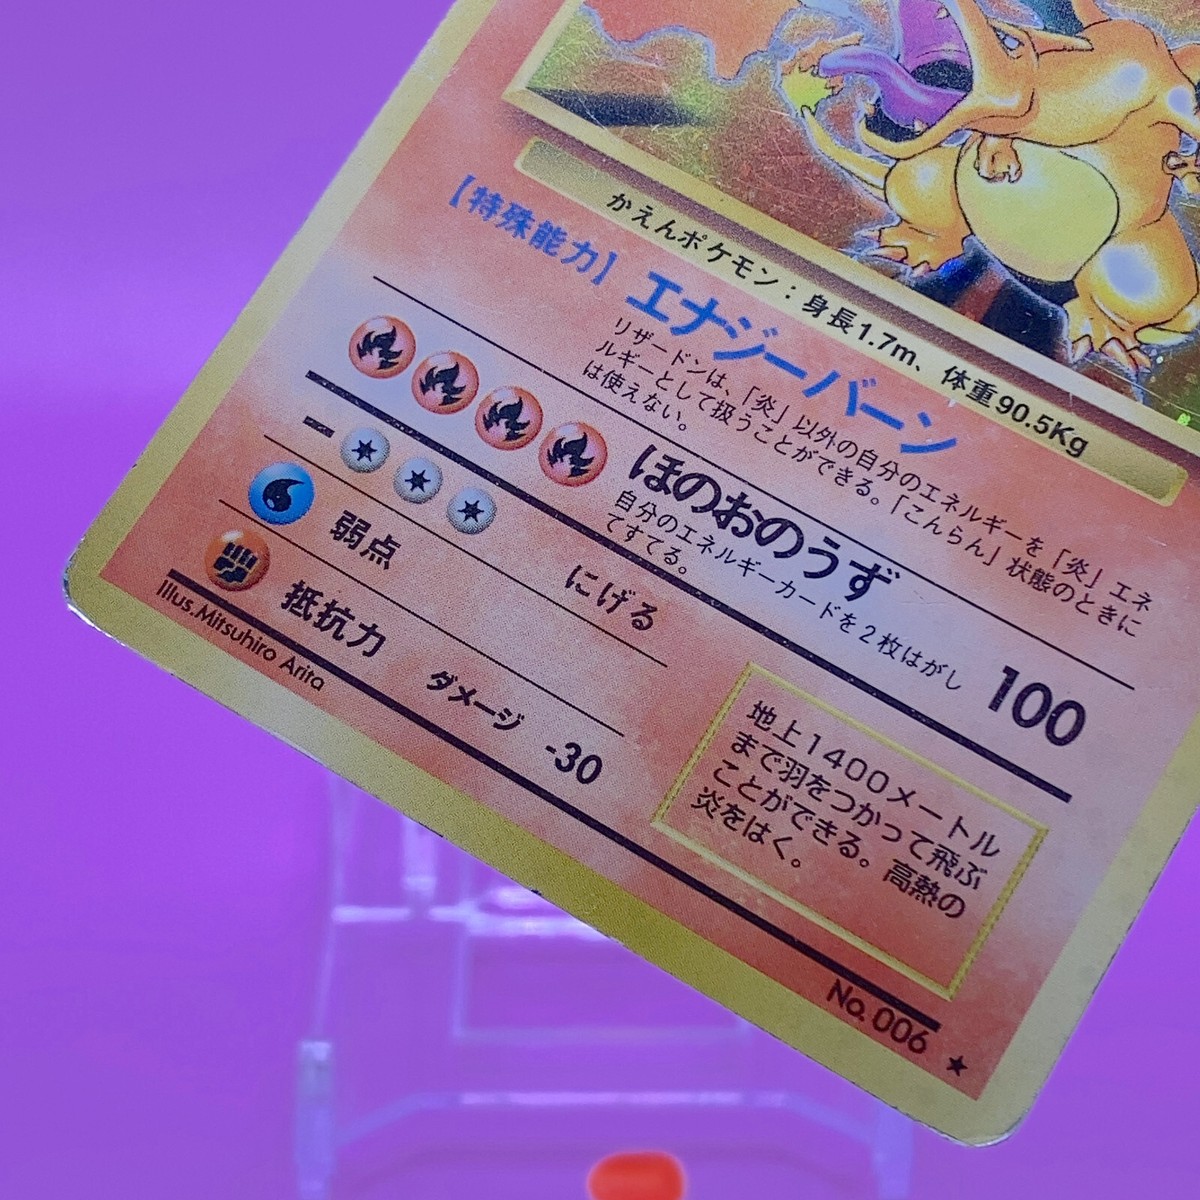 かえんポケモン：身長1.7m、体重90.5Kg
【特殊能力】エナジーバーン
リザードンは、「炎」以外の自分のエネルギーを「炎」エネ
ルギーとして扱うことができる。「こんらん」状態のときに
は使えない。
ほのおのうず 100
自分のエネルギーカードを2枚はがし
てすてる。
にげる
弱点
抵抗力 ダメージ -30
Illus.Mitsuhiro Arita
地上1400メートル
まで羽をつかって飛ぶ
ことができる。高熱の
炎をはく。
No.006 ★